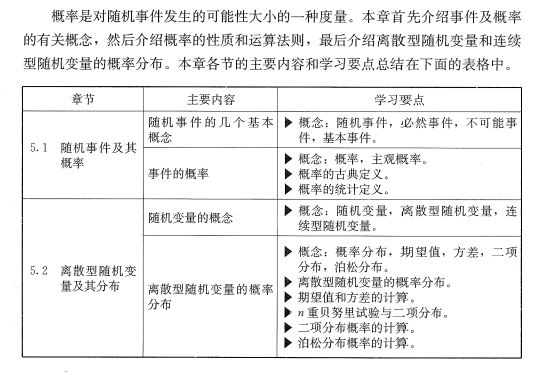 概率是对随机事件发生的可能性大小的一种度量。本章首先介绍事件及概率
的有关概念，然后介绍概率的性质和运算法则，最后介绍离散型随机变量和连续
型随机变量的概率分布。本章各节的主要内容和学习要点总结在下面的表格中。
章节 主要内容 学习要点
5.1 随机事件及其
概率
随机事件的几个基本
概念
▶ 概念：随机事件，必然事件，不可能事
件，基本事件。
事件的概率
▶ 概念：概率，主观概率。
▶ 概率的古典定义。
▶ 概率的统计定义。
5.2 离散型随机变
量及其分布
随机变量的概念
▶ 概念：随机变量，离散型随机变量，连
续型随机变量。
离散型随机变量的概率
分布
▶ 概念：概率分布，期望值，方差，二项
分布，泊松分布。
▶ 离散型随机变量的概率分布。
▶ 期望值和方差的计算。
▶ n重贝努里试验与二项分布。
▶ 二项分布概率的计算。
▶ 泊松分布概率的计算。